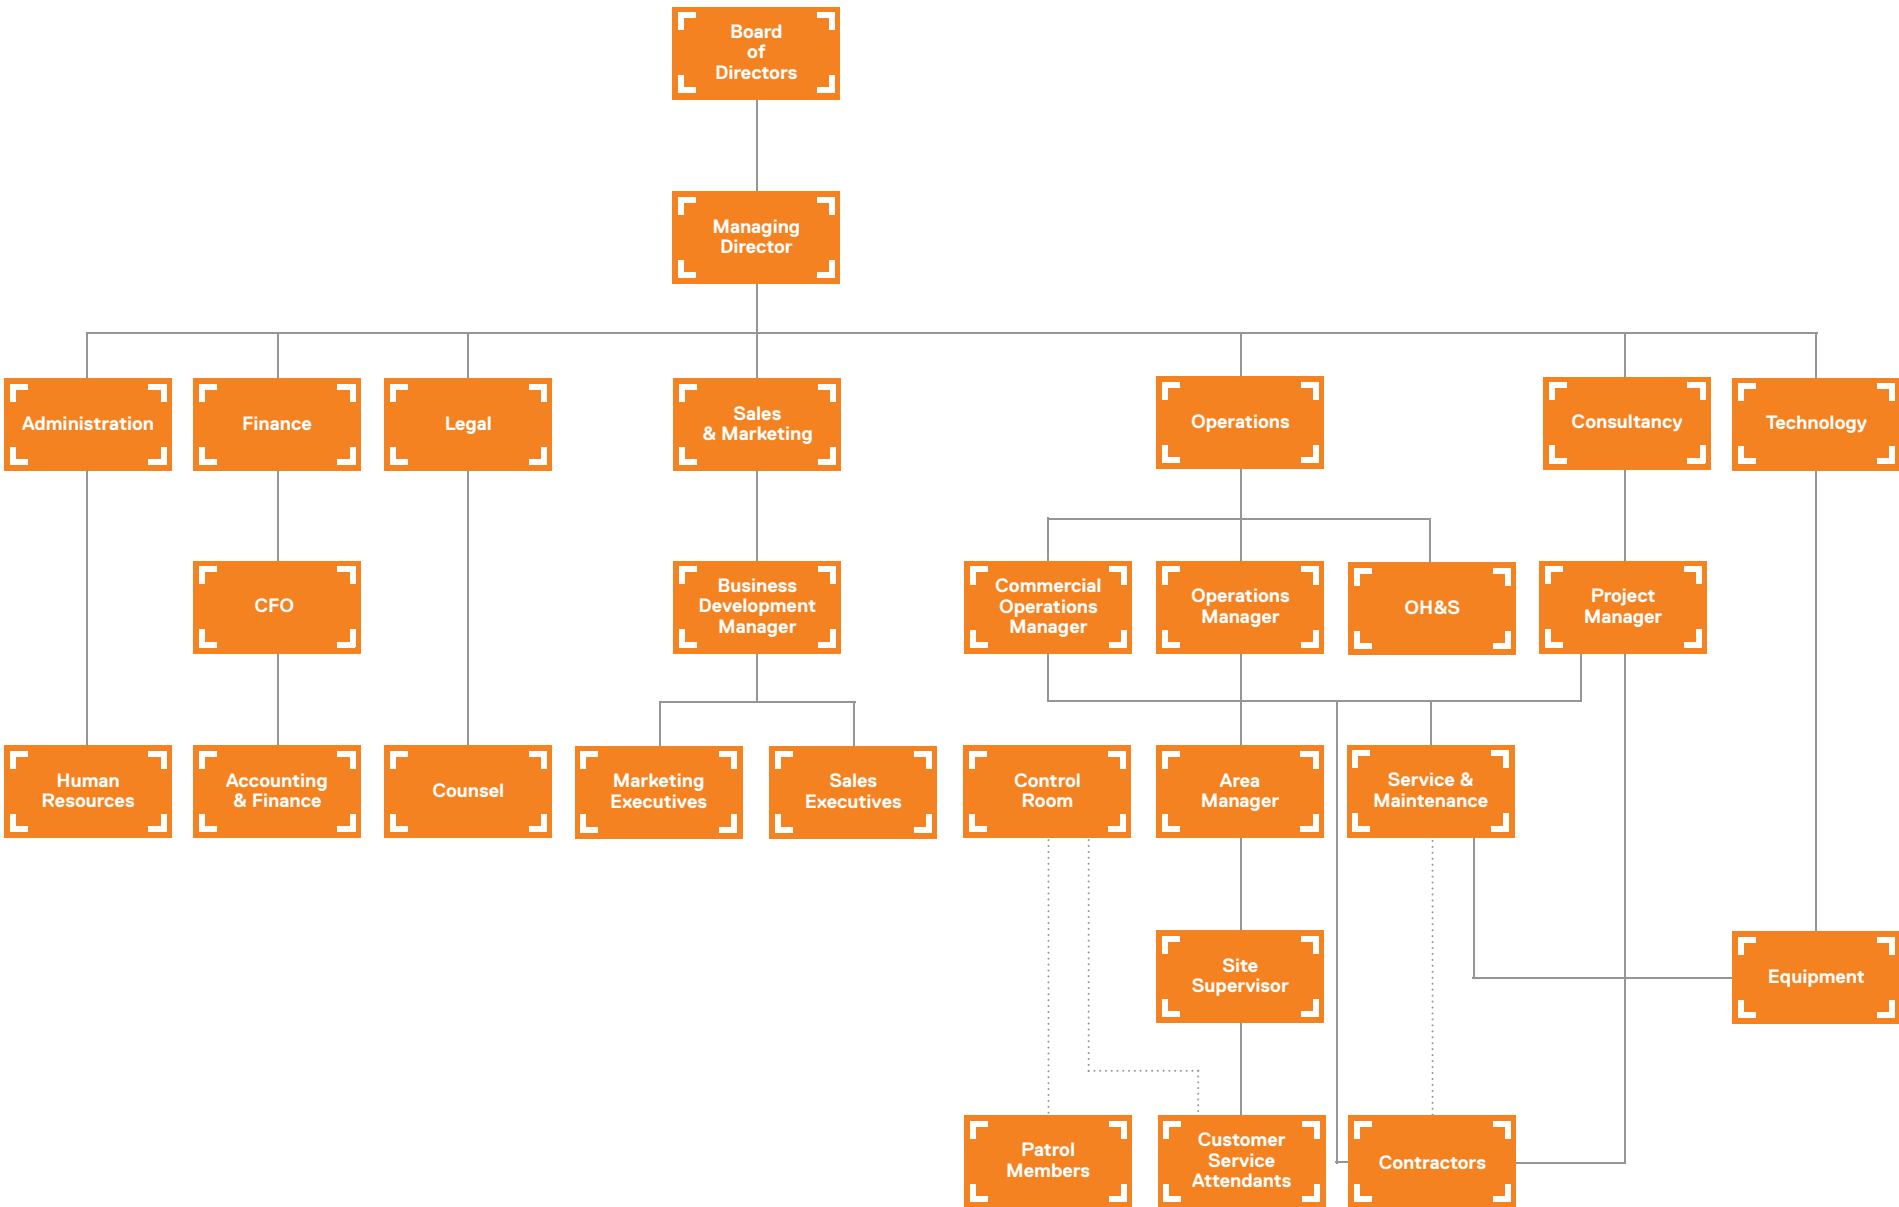 Board
of
Directors
Managing
Director
Administration
Finance
Legal
Sales
& Marketing
Operations
Consultancy
Technology
CFO
Business
Development
Manager
Commercial
Operations
Manager
Operations
Manager
OH&S
Project
Manager
Human
Resources
Accounting
& Finance
Counsel
Marketing
Executives
Sales
Executives
Control
Room
Area
Manager
Service &
Maintenance
Site
Supervisor
Equipment
Patrol
Members
Customer
Service
Attendants
Contractors